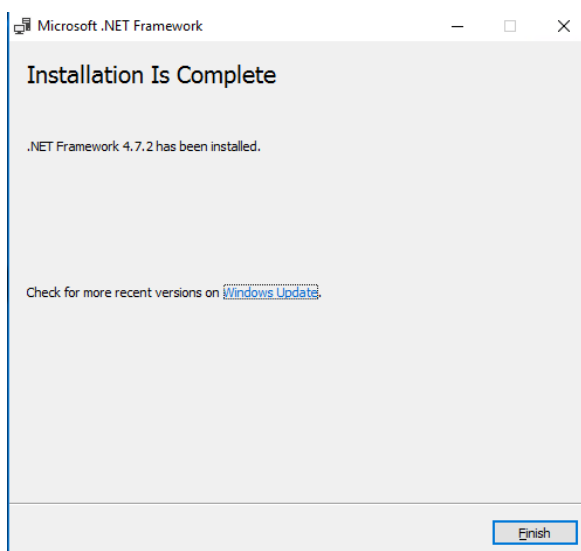 Microsoft .NET Framework
Installation Is Complete
.NET Framework 4.7.2 has been installed.
Check for more recent versions on Windows Update.
Finish